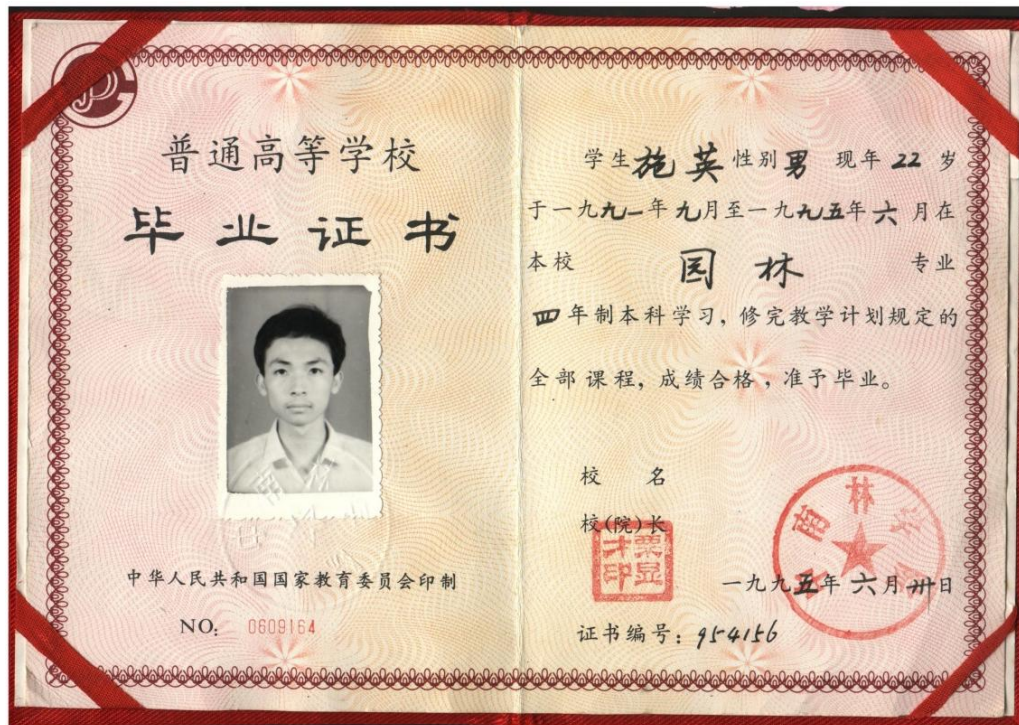 普通高等学校
毕业证书
中华人民共和国国家教育委员会印制
NO: 0609164
学生施英性别男 现年22岁
于一九九一年九月至一九九五年六月在
本校 园林 专业
四年制本科学习，修完教学计划规定的
全部课程，成绩合格，准予毕业。
校 名
校(院)长
中南林学院
一九九五年六月卅日
证书编号：954156